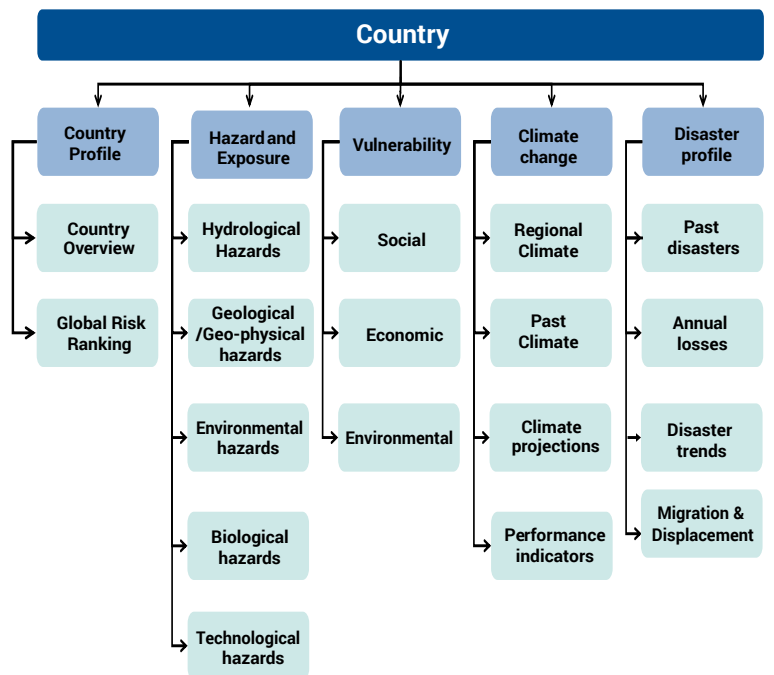 Country
Country
Profile
Country
Overview
Global Risk
Ranking
Hazard and
Exposure
Hydrological
Hazards
Geological
/Geo-physical
hazards
Environmental
hazards
Biological
hazards
Technological
hazards
Vulnerability
Social
Economic
Environmental
Climate
change
Regional
Climate
Past
Climate
Climate
projections
Performance
indicators
Disaster
profile
Past
disasters
Annual
losses
Disaster
trends
Migration &
Displacement